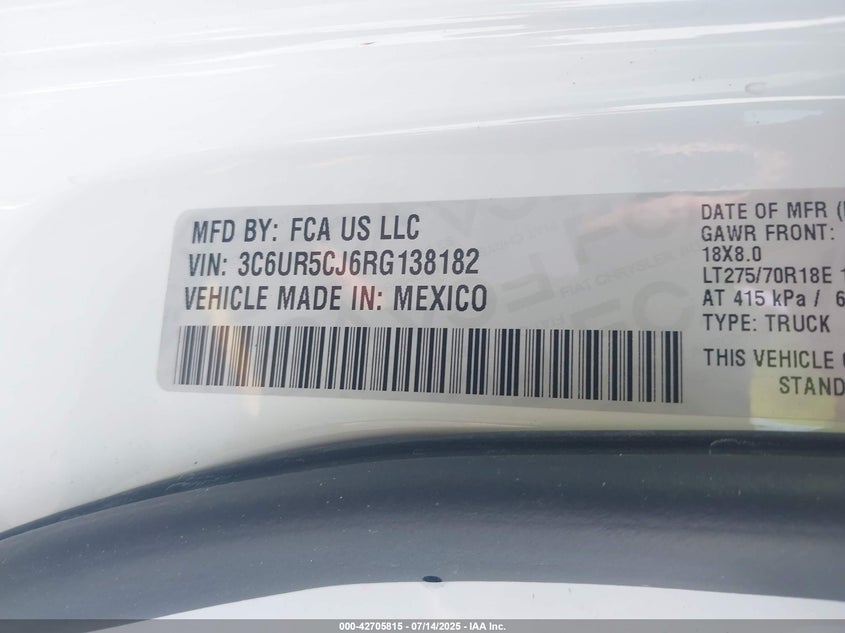 MFD BY: FCA US LLC
VIN: 3C6UR5CJ6RG138182
VEHICLE MADE IN: MEXICO
DATE OF MFR
GAWR FRONT:
18X8.0
LT275/70R18E
AT 415 kPa /
TYPE: TRUCK
THIS VEHICLE
000-42705815 - 07/14/2025 - IAA Inc.